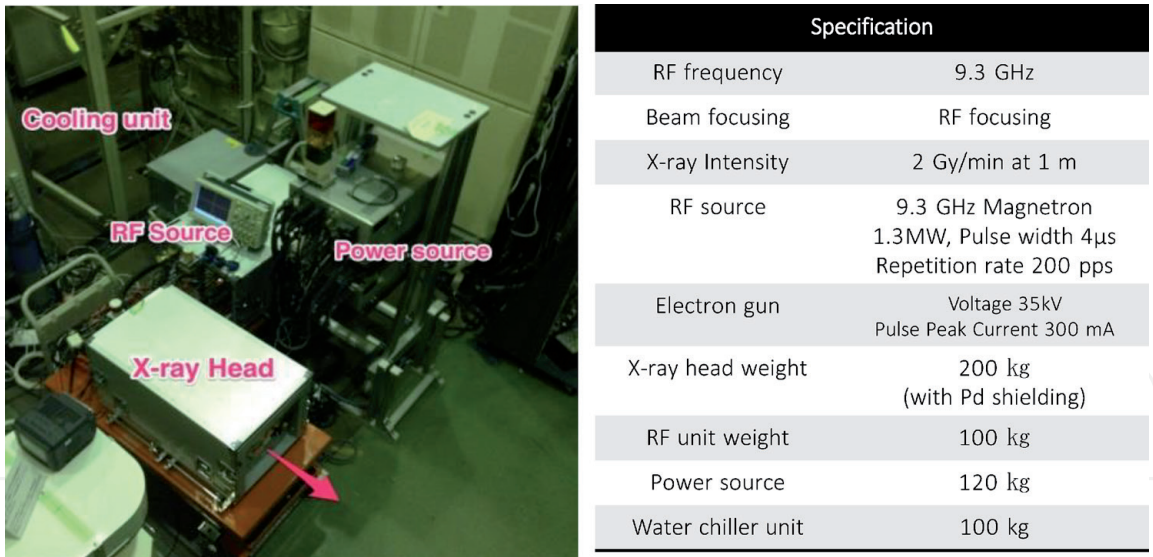 Cooling unit
RF Source
Power source
X-ray Head
Specification
RF frequency 9.3 GHz
Beam focusing RF focusing
X-ray Intensity 2 Gy/min at 1 m
RF source 9.3 GHz Magnetron
1.3MW, Pulse width 4μs
Repetition rate 200 pps
Electron gun Voltage 35kV
Pulse Peak Current 300 mA
X-ray head weight 200 kg
(with Pd shielding)
RF unit weight 100 kg
Power source 120 kg
Water chiller unit 100 kg